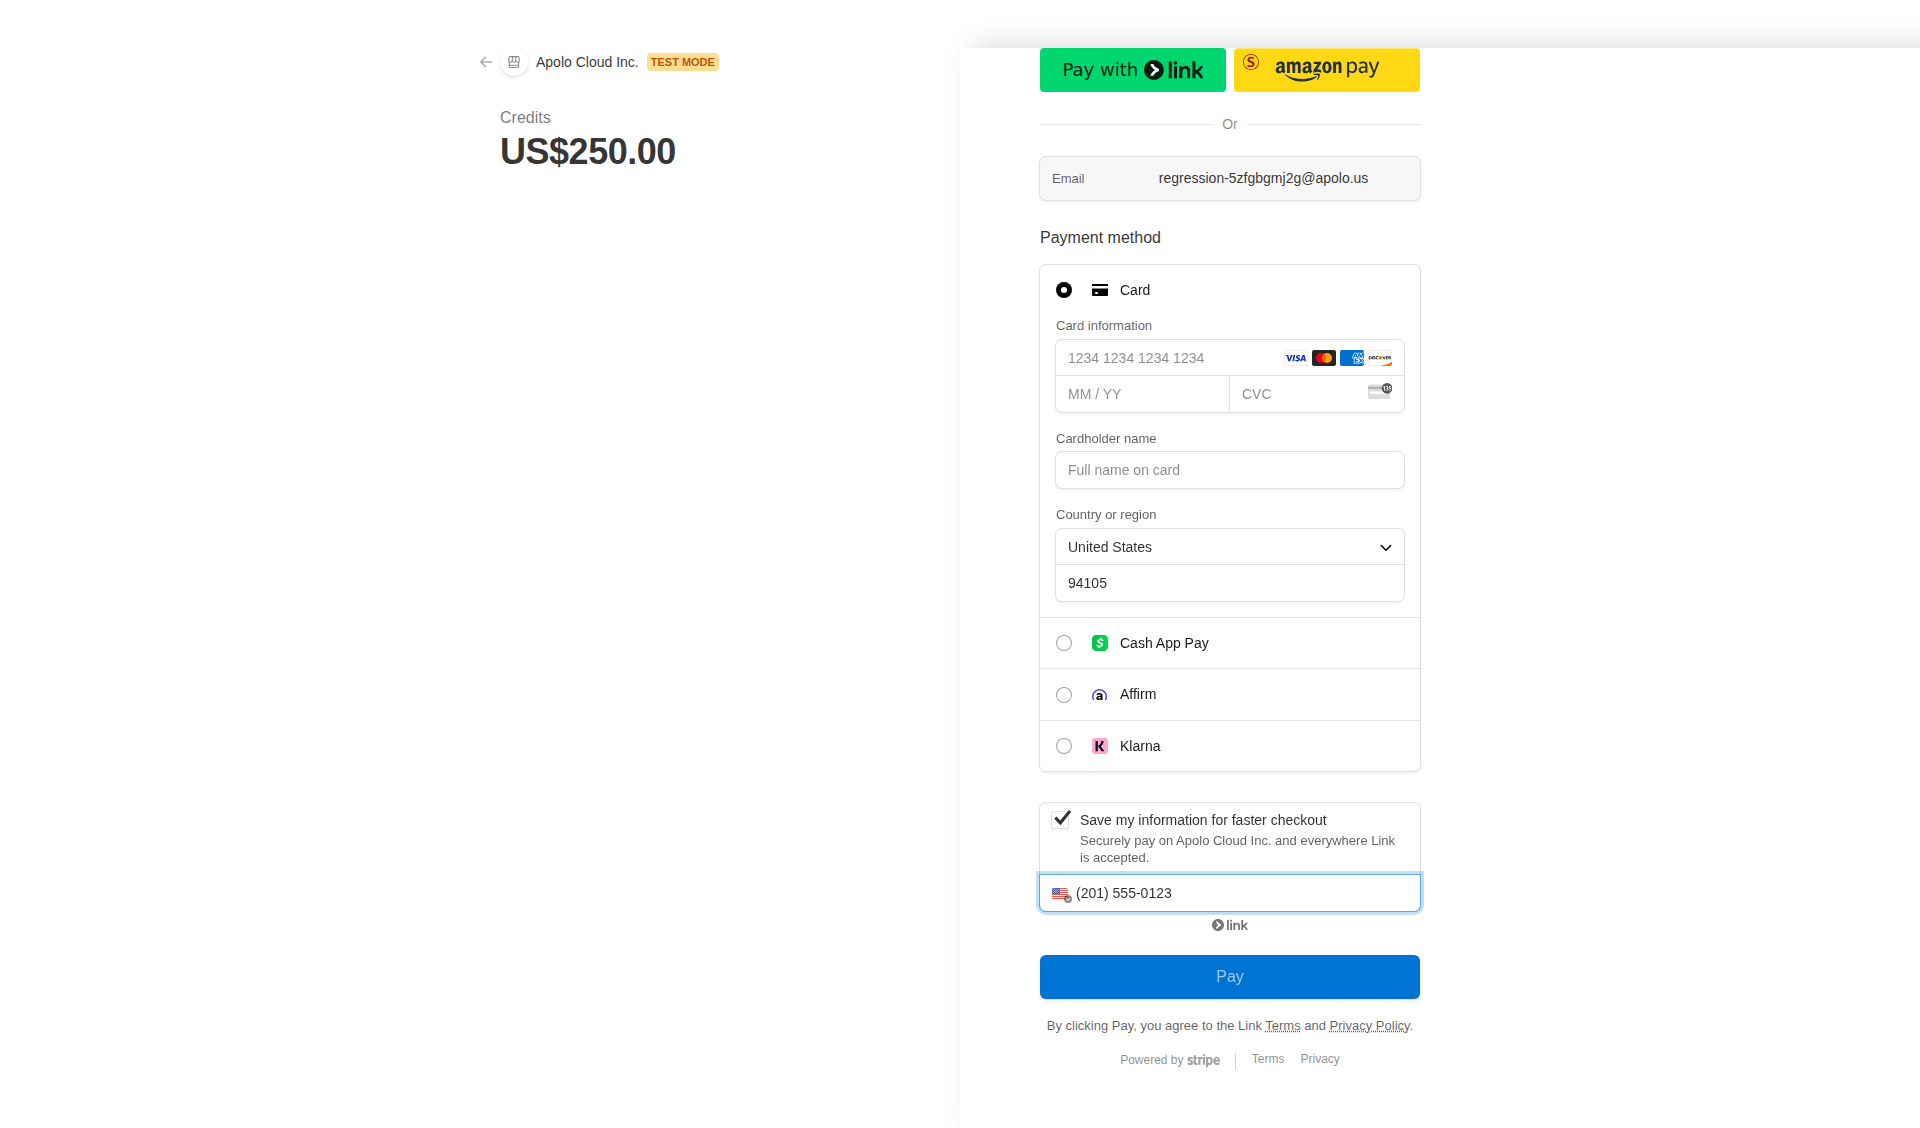 Apolo Cloud Inc. TEST MODE
Credits
US$250.00
Pay with link
amazon pay
Or
Email regression-5zfgbgmj2g@apolo.us
Payment method
Card
Card information
1234 1234 1234 1234 VISA AMEX DISCOVER
MM / YY CVC
Cardholder name
Full name on card
Country or region
United States
94105
Cash App Pay
Affirm
Klarna
Save my information for faster checkout
Securely pay on Apolo Cloud Inc. and everywhere Link
is accepted.
(201) 555-0123
link
Pay
By clicking Pay, you agree to the Link Terms and Privacy Policy.
Powered by stripe Terms Privacy